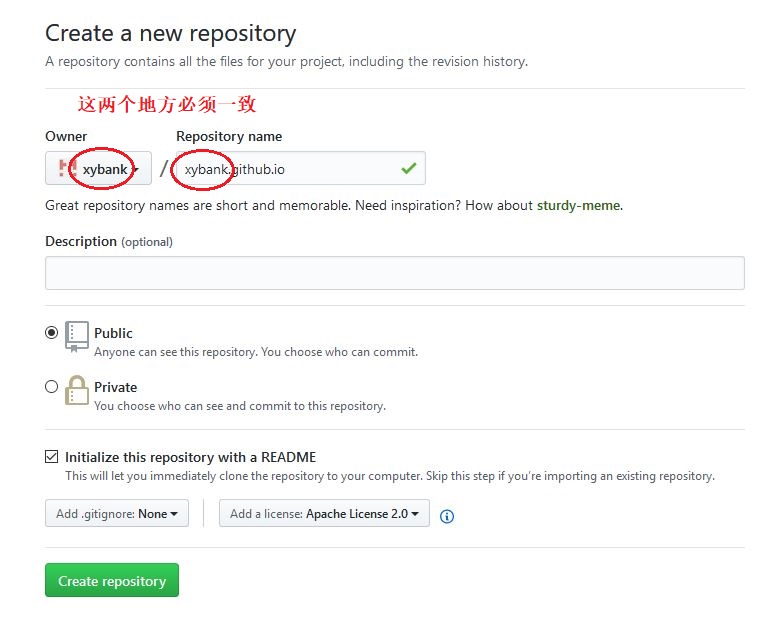 Create a new repository
A repository contains all the files for your project, including the revision history.
这两个地方必须一致
Owner Repository name
xybank / xybank.github.io
Great repository names are short and memorable. Need inspiration? How about sturdy-meme.
Description (optional)
Public
Anyone can see this repository. You choose who can commit.
Private
You choose who can see and commit to this repository.
Initialize this repository with a README
This will let you immediately clone the repository to your computer. Skip this step if you’re importing an existing repository.
Add .gitignore: None Add a license: Apache License 2.0
Create repository